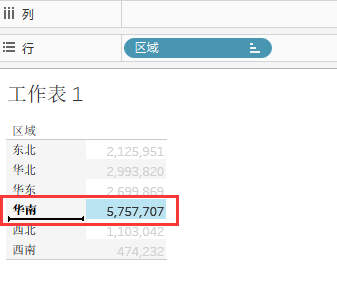 列
行 区域
工作表 1
区域
东北 2,125,951
华北 2,993,820
华东 2,699,869
华南 5,757,707
西北 1,103,042
西南 474,232